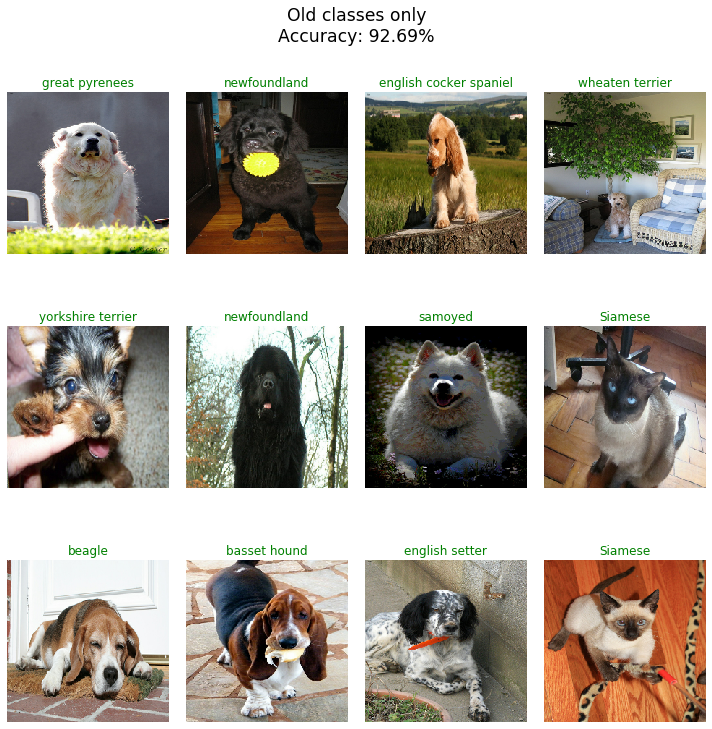 Old classes only
Accuracy: 92.69%
great pyrenees
newfoundland
english cocker spaniel
wheaten terrier
yorkshire terrier
newfoundland
samoyed
Siamese
beagle
basset hound
english setter
Siamese